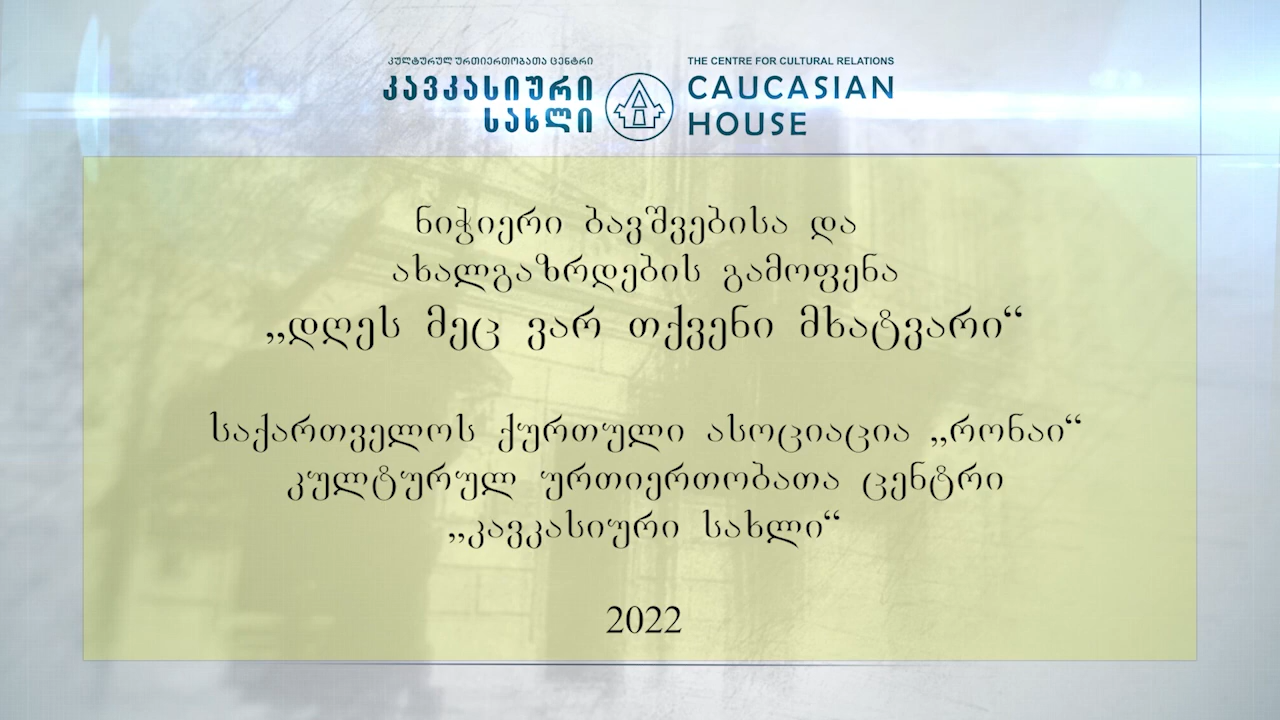 კულტურულ ურთიერთობათა ცენტრი
კავკასიური
სახლი
THE CENTRE FOR CULTURAL RELATIONS
CAUCASIAN
HOUSE
ნიჭიერი ბავშვებისა და
ახალგაზრდების გამოფენა
„დღეს მეც ვარ თქვენი მხატვარი“
საქართველოს ქურთული ასოციაცია „რონაი“
კულტურულ ურთიერთობათა ცენტრი
„კავკასიური სახლი“
2022